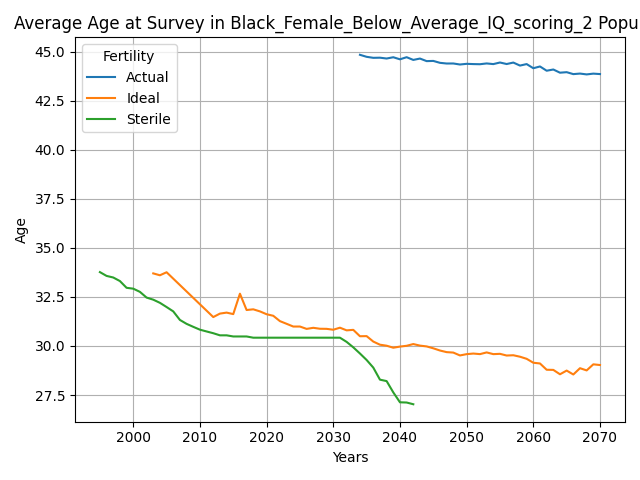 Average Age at Survey in Black_Female_Below_Average_IQ_scoring_2 Popu
Fertility
Actual
Ideal
Sterile
45.0
42.5
40.0
37.5
35.0
32.5
30.0
27.5
Age
2000 2010 2020 2030 2040 2050 2060 2070
Years